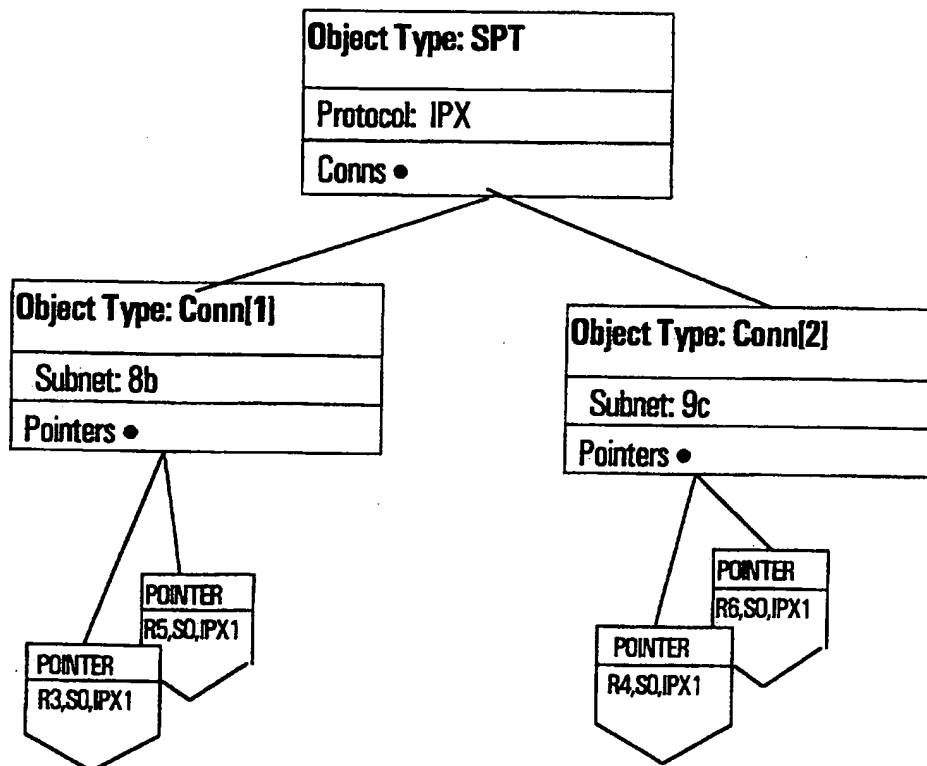 Object Type: SPT
Protocol: IPX
Conns •
Object Type: Conn[1]
Subnet: 8b
Pointers •
Object Type: Conn[2]
Subnet: 9c
Pointers •
POINTER
R5,S0,IPX1
POINTER
R3,S0,IPX1
POINTER
R6,S0,IPX1
POINTER
R4,S0,IPX1